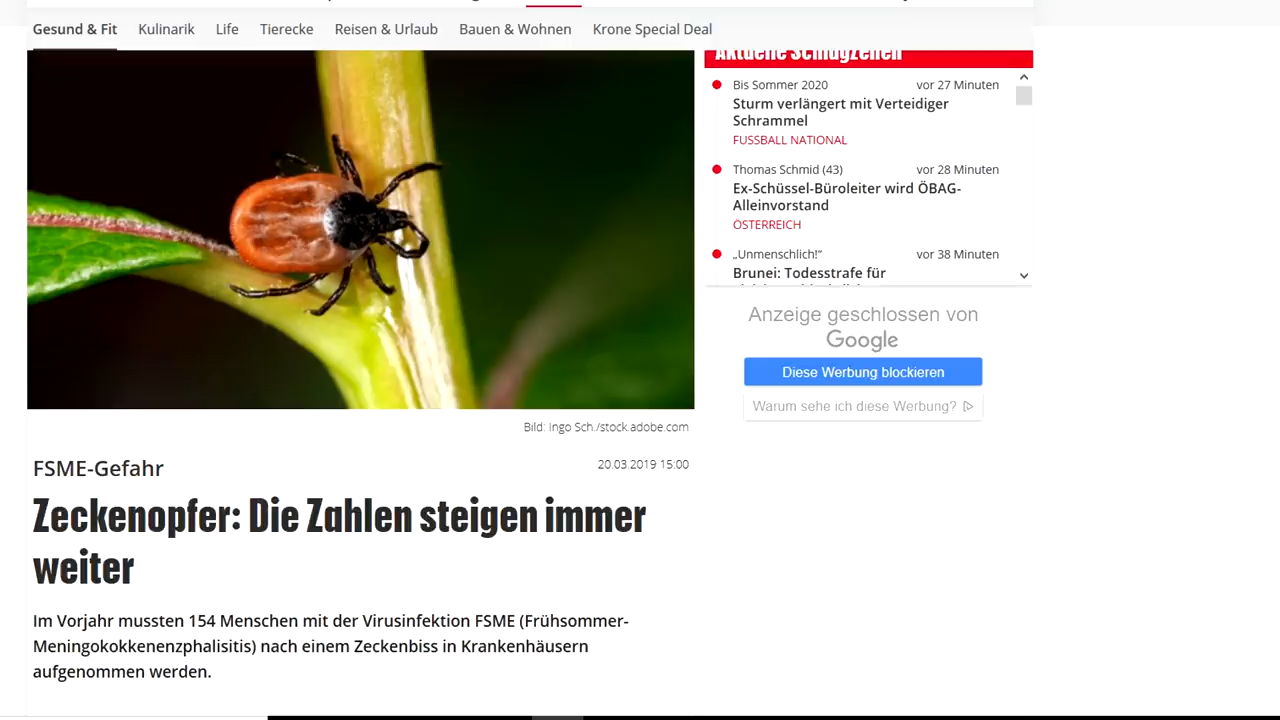 Gesund & Fit Kulinarik Life Tierecke Reisen & Urlaub Bauen & Wohnen Krone Special Deal
Aktuelle Schlagzeilen
Bis Sommer 2020 vor 27 Minuten
Sturm verlängert mit Verteidiger
Schrammel
FUSSBALL NATIONAL
Thomas Schmid (43) vor 28 Minuten
Ex-Schüssel-Büroleiter wird ÖBAG-
Alleinvorstand
ÖSTERREICH
„Unmenschlich!“ vor 38 Minuten
Brunei: Todesstrafe für
Anzeige geschlossen von
Google
Diese Werbung blockieren
Warum sehe ich diese Werbung?
Bild: Ingo Sch./stock.adobe.com
FSME-Gefahr 20.03.2019 15:00
Zeckenopfer: Die Zahlen steigen immer
weiter
Im Vorjahr mussten 154 Menschen mit der Virusinfektion FSME (Frühsommer-
Meningokokkenenzphalisitis) nach einem Zeckenbiss in Krankenhäusern
aufgenommen werden.